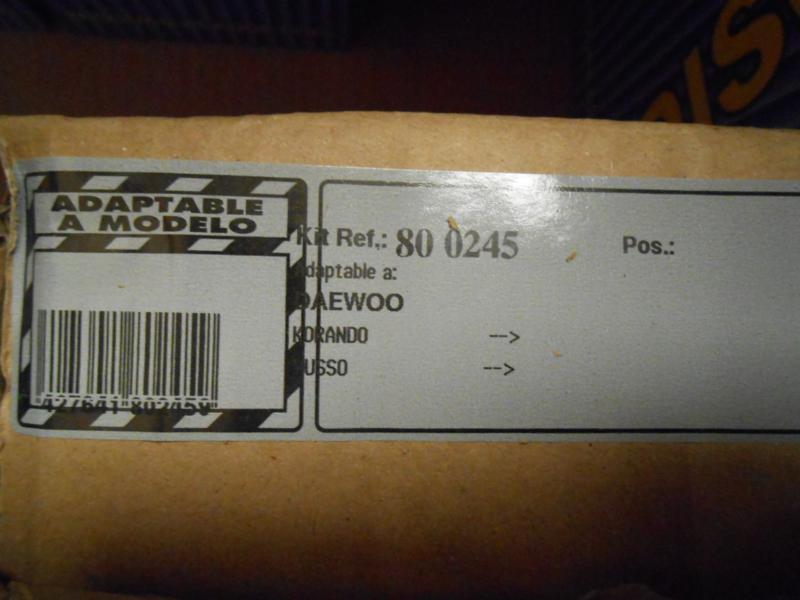 ADAPTABLE
A MODELO
Kit Ref,: 80 0245 Pos.:
Adaptable a:
DAEWOO
KORANDO -->
MUSSO -->